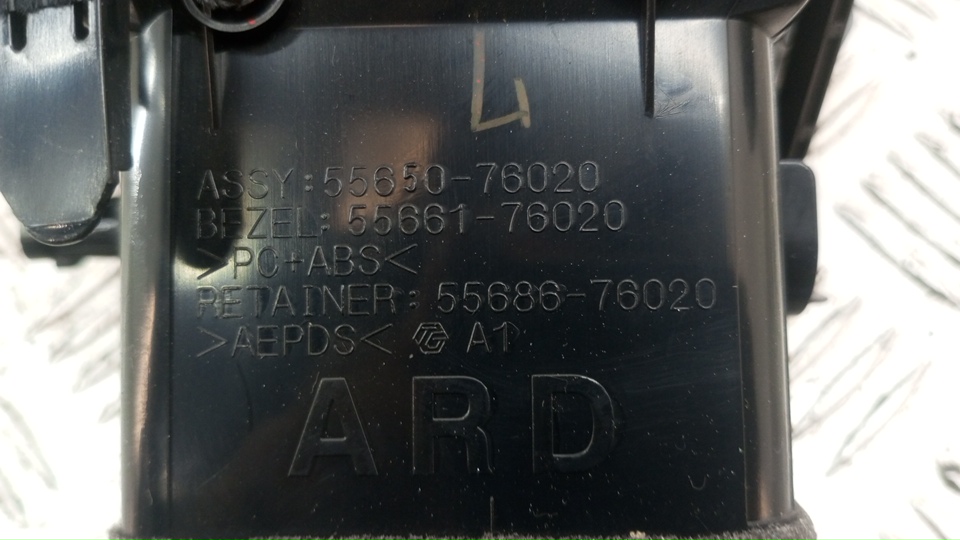 ASSY:55650-76020
BEZEL:55661-76020
>PC+ABS<
RETAINER:55686-76020
>AEPDS< A1
ARD